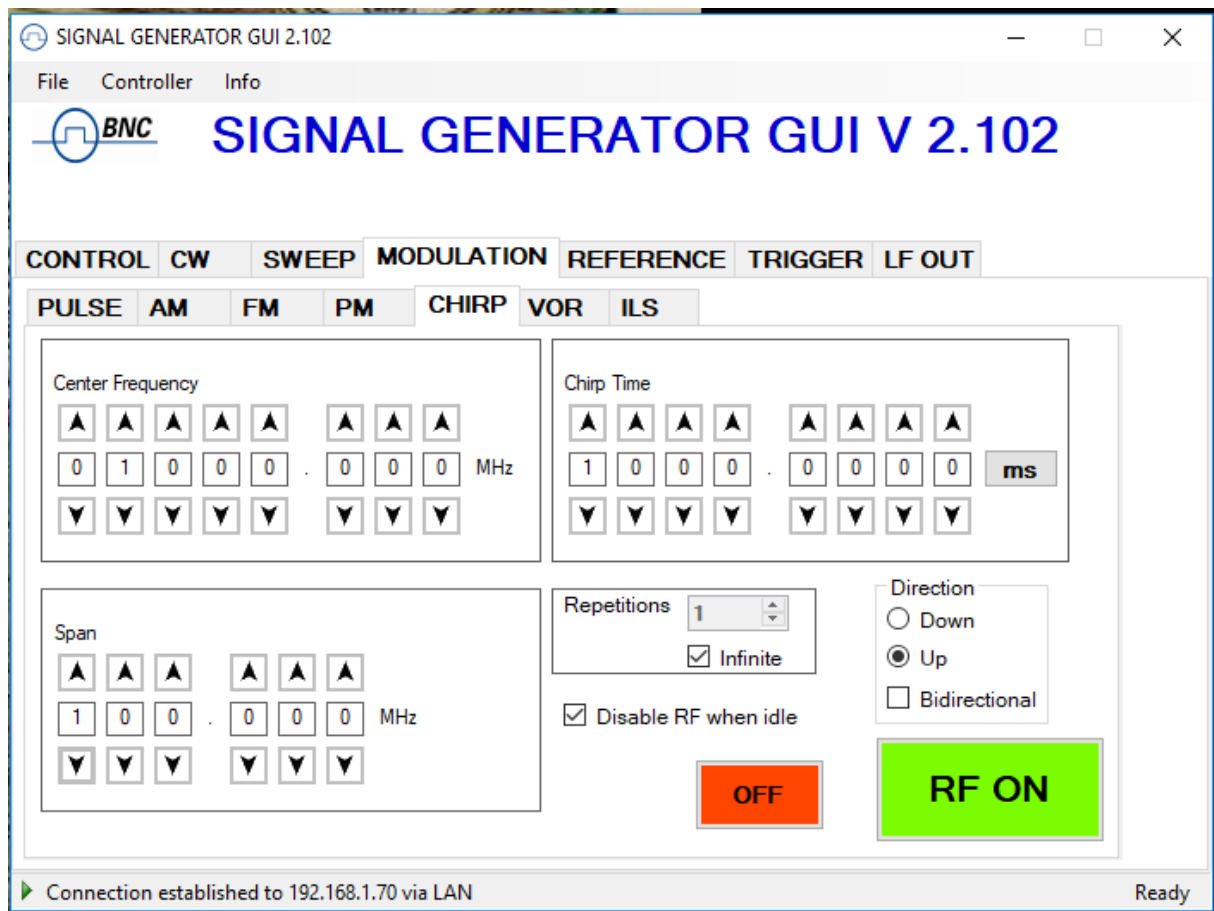 SIGNAL GENERATOR GUI 2.102
File Controller Info
BNC SIGNAL GENERATOR GUI V 2.102
CONTROL CW SWEEP MODULATION REFERENCE TRIGGER LF OUT
PULSE AM FM PM CHIRP VOR ILS
Center Frequency
0 1 0 0 0 . 0 0 0 MHz
Chirp Time
1 0 0 0 . 0 0 0 0 ms
Span
1 0 0 . 0 0 0 MHz
Repetitions 1
Infinite
Disable RF when idle
Direction
Down
Up
Bidirectional
OFF
RF ON
Connection established to 192.168.1.70 via LAN Ready